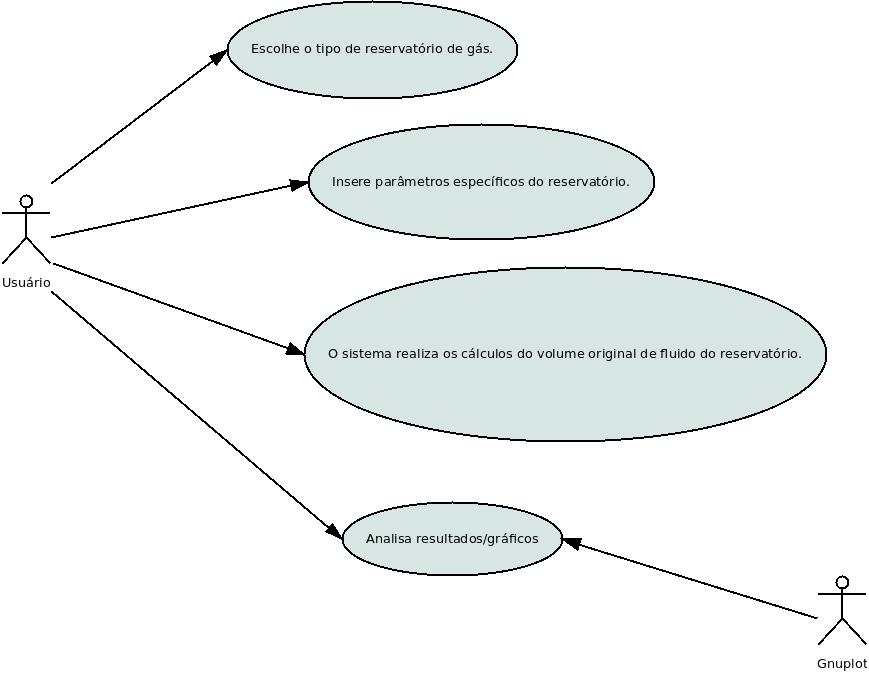 Escolhe o tipo de reservatório de gás.
Insere parâmetros específicos do reservatório.
Usuário
O sistema realiza os cálculos do volume original de fluido do reservatório.
Analisa resultados/gráficos
Gnuplot